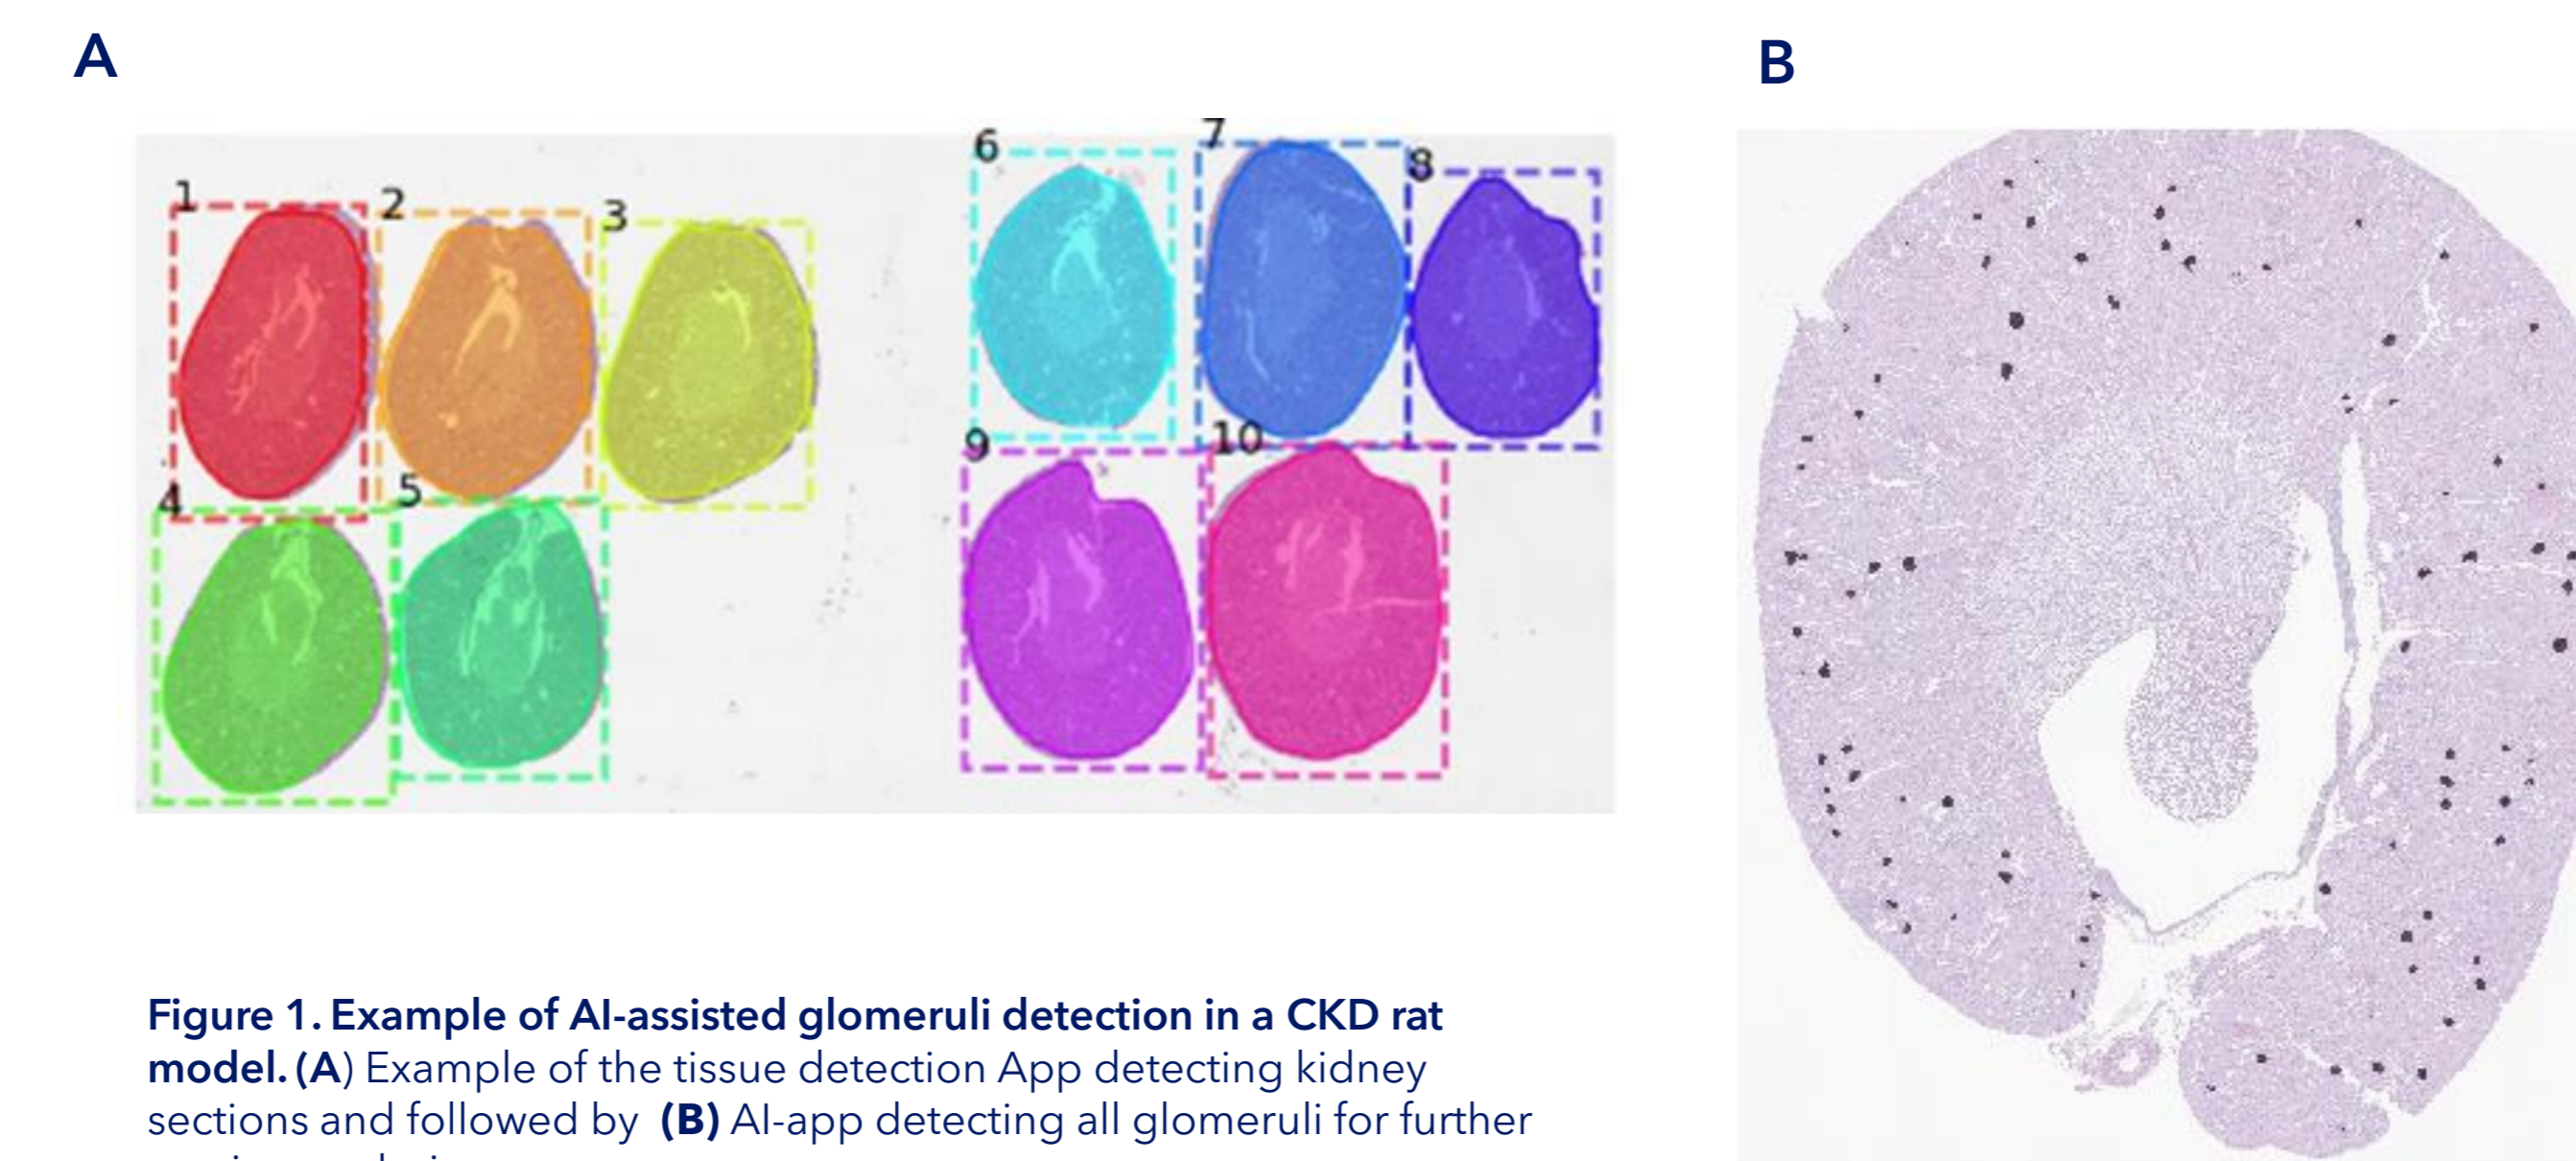 A
B
1
2
3
4
5
6
7
8
9
10
Figure 1. Example of AI-assisted glomeruli detection in a CKD rat
model. (A) Example of the tissue detection App detecting kidney
sections and followed by (B) AI-app detecting all glomeruli for further